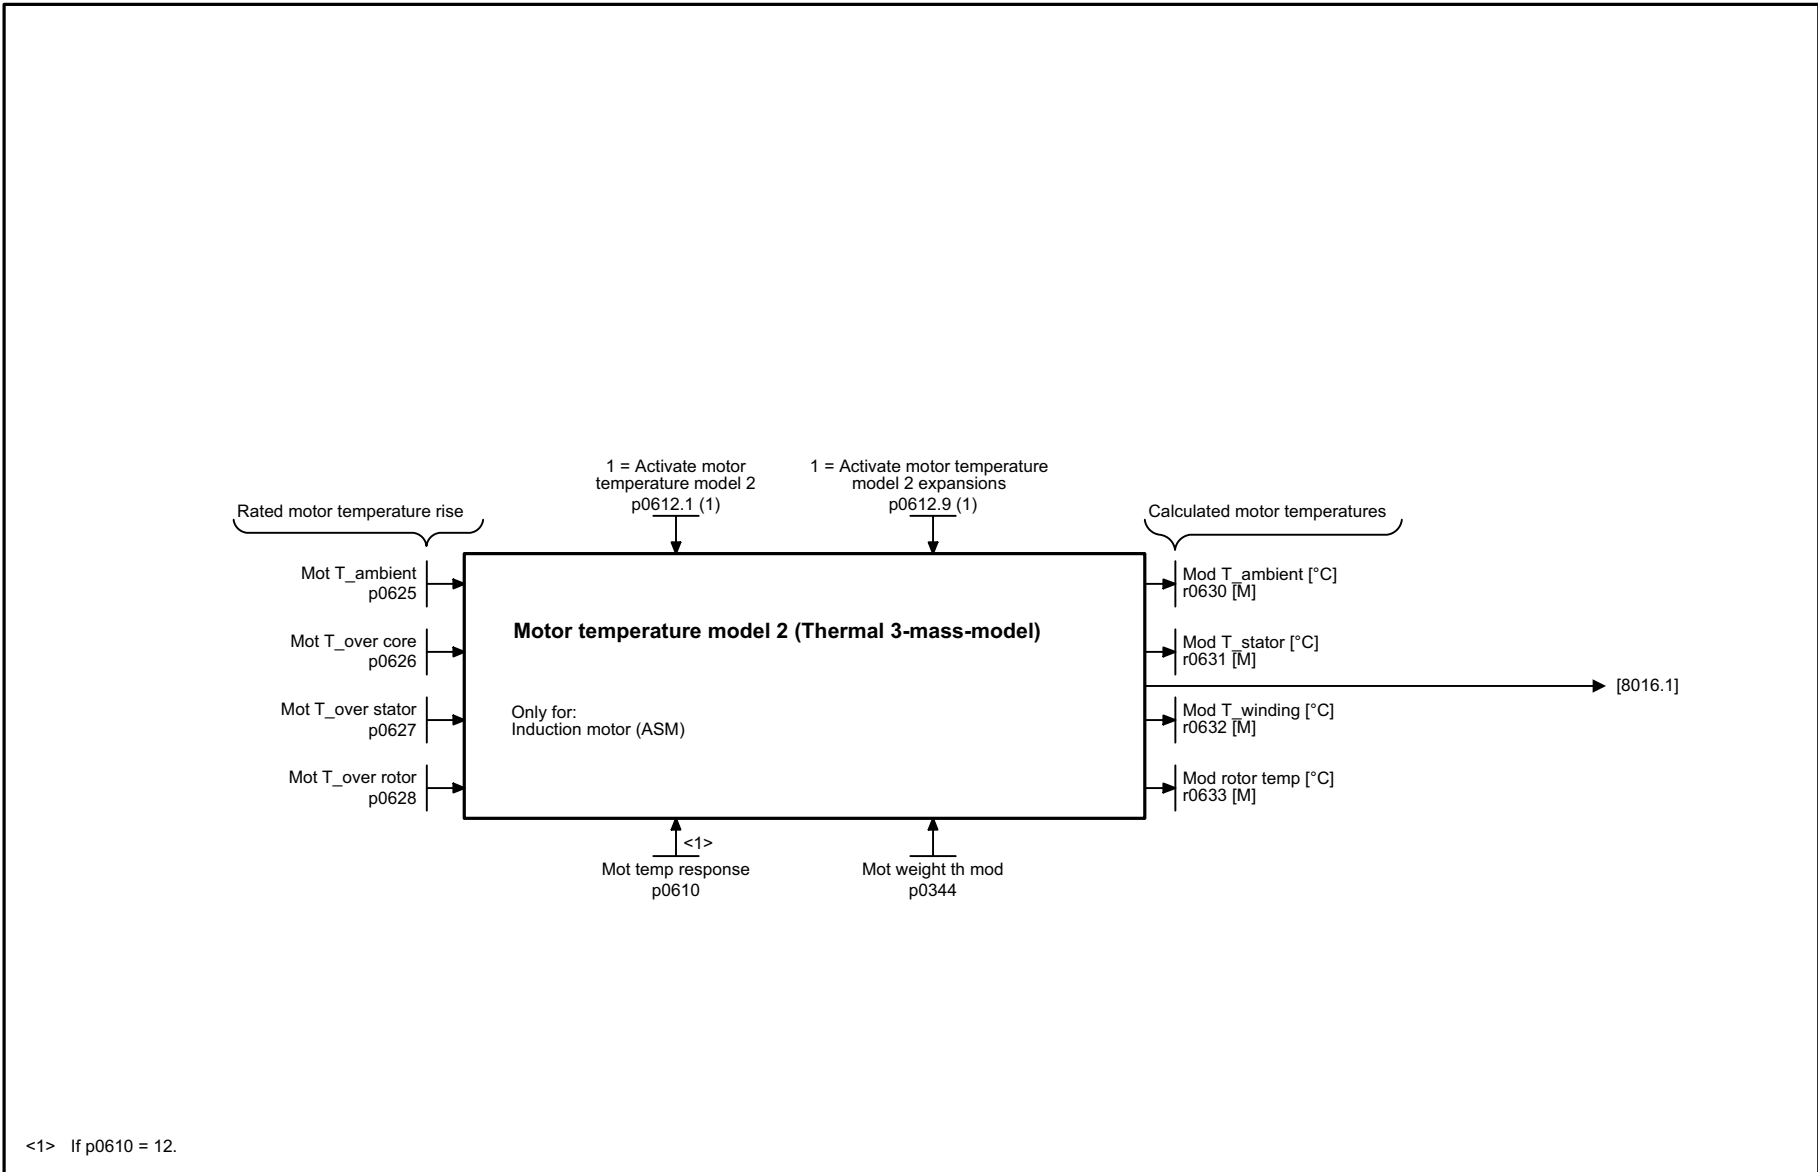 1 = Activate motor
temperature model 2
p0612.1 (1)
1 = Activate motor temperature
model 2 expansions
p0612.9 (1)
Rated motor temperature rise
Calculated motor temperatures
Mot T_ambient
p0625
Mot T_over core
p0626
Mot T_over stator
p0627
Mot T_over rotor
p0628
Motor temperature model 2 (Thermal 3-mass-model)
Only for:
Induction motor (ASM)
Mod T_ambient [°C]
r0630 [M]
Mod T_stator [°C]
r0631 [M]
[8016.1]
Mod T_winding [°C]
r0632 [M]
Mod rotor temp [°C]
r0633 [M]
<1>
Mot temp response
p0610
Mot weight th mod
p0344
<1> If p0610 = 12.